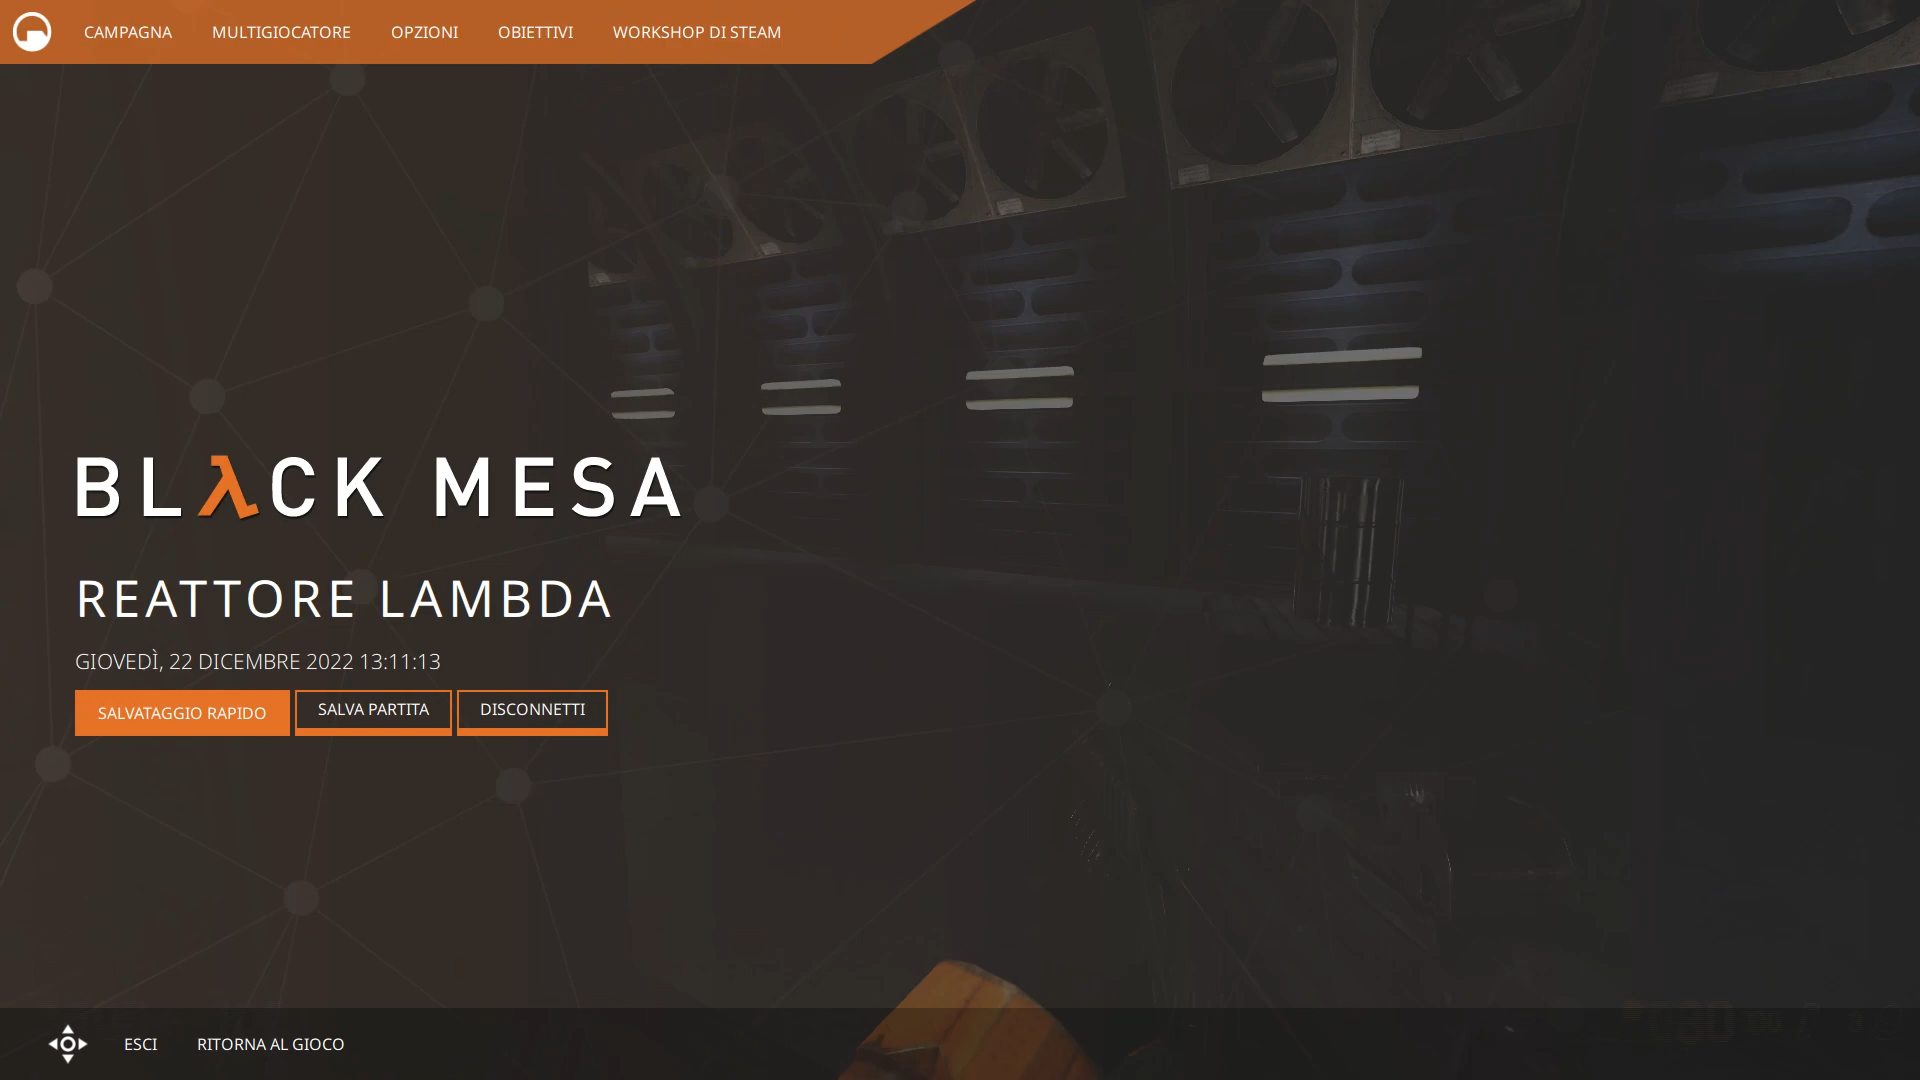 CAMPAGNA MULTIGIOCATORE OPZIONI OBIETTIVI WORKSHOP DI STEAM
BLλCK MESA
REATTORE LAMBDA
GIOVEDÌ, 22 DICEMBRE 2022 13:11:13
SALVATAGGIO RAPIDO SALVA PARTITA DISCONNETTI
ESCI RITORNA AL GIOCO